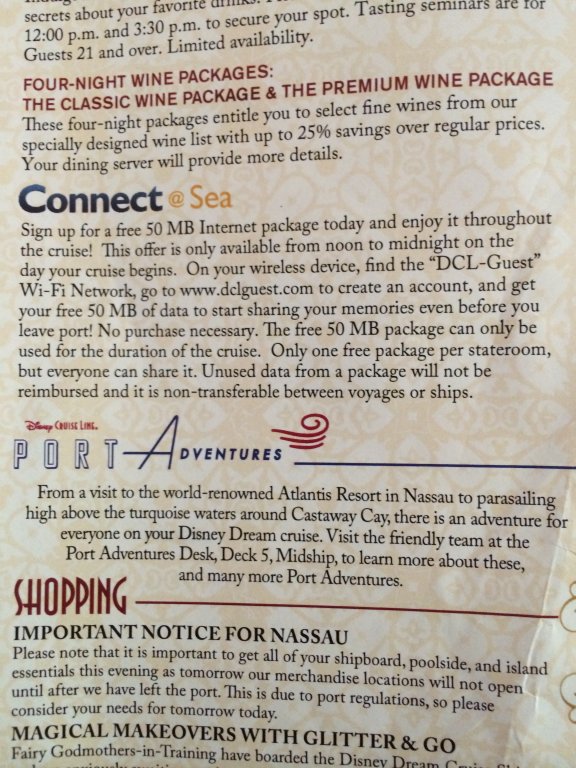 secrets about your favorite drinks.
12:00 p.m. and 3:30 p.m. to secure your spot. Tasting seminars are for
Guests 21 and over. Limited availability.
FOUR-NIGHT WINE PACKAGES:
THE CLASSIC WINE PACKAGE & THE PREMIUM WINE PACKAGE
These four-night packages entitle you to select fine wines from our
specially designed wine list with up to 25% savings over regular prices.
Your dining server will provide more details.
Connect @ Sea
Sign up for a free 50 MB Internet package today and enjoy it throughout
the cruise! This offer is only available from noon to midnight on the
day your cruise begins. On your wireless device, find the “DCL-Guest”
Wi-Fi Network, go to www.dclguest.com to create an account, and get
your free 50 MB of data to start sharing your memories even before you
leave port! No purchase necessary. The free 50 MB package can only be
used for the duration of the cruise. Only one free package per stateroom,
but everyone can share it. Unused data from a package will not be
reimbursed and it is non-transferable between voyages or ships.
Disney CRUISE LINE.
PORT ADVENTURES
From a visit to the world-renowned Atlantis Resort in Nassau to parasailing
high above the turquoise waters around Castaway Cay, there is an adventure for
everyone on your Disney Dream cruise. Visit the friendly team at the
Port Adventures Desk, Deck 5, Midship, to learn more about these,
and many more Port Adventures.
SHOPPING
IMPORTANT NOTICE FOR NASSAU
Please note that it is important to get all of your shipboard, poolside, and island
essentials this evening as tomorrow our merchandise locations will not open
until after we have left the port. This is due to port regulations, so please
consider your needs for tomorrow today.
MAGICAL MAKEOVERS WITH GLITTER & GO
Fairy Godmothers-in-Training have boarded the Disney Dream Cruise